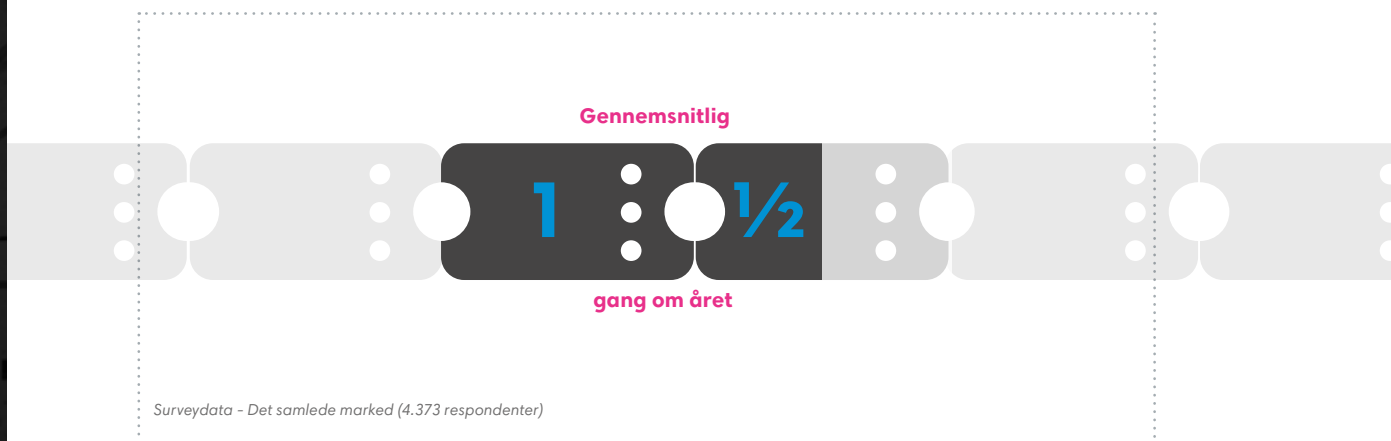 Gennemsnitlig
1 ½
gang om året
Surveydata - Det samlede marked (4.373 respondenter)